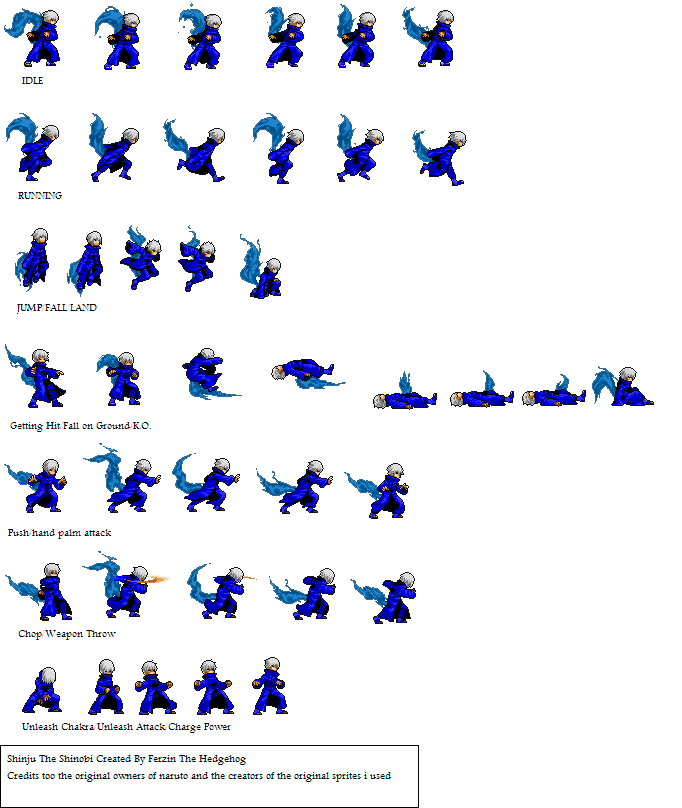 IDLE
RUNNING
JUMP/FALL/LAND
Getting Hit Fall on Ground-K.O.
Push/hand palm attack
Chop/Weapon Throw
Unleash Chakra/Unleash Attack/Charge Power
Shinju The Shinobi Created By Ferzin The Hedgehog
Credits too the original owners of naruto and the creators of the original sprites i used